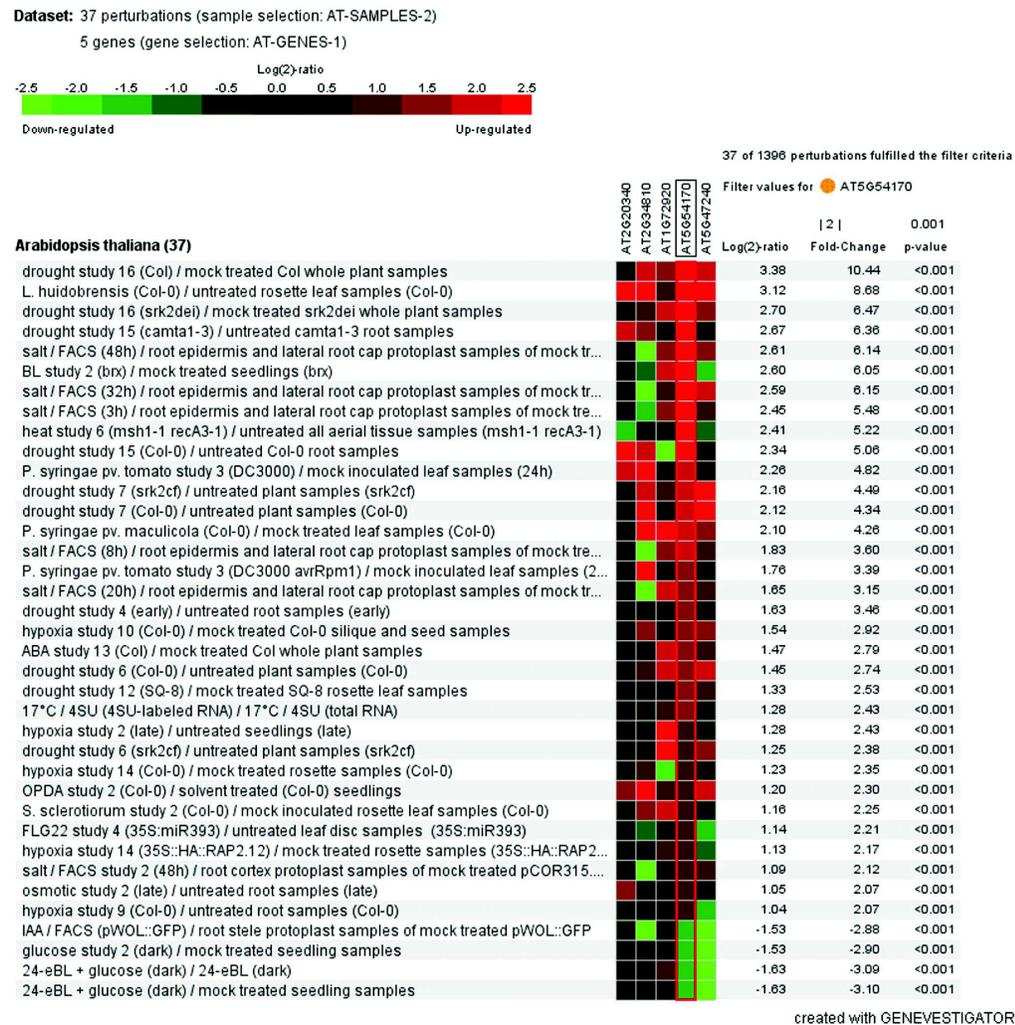 Dataset: 37 perturbations (sample selection: AT-SAMPLES-2)
5 genes (gene selection: AT-GENES-1)
Log(2)-ratio
-2.5 -2.0 -1.5 -1.0 -0.5 0.0 0.5 1.0 1.5 2.0 2.5
Down-regulated Up-regulated
37 of 1396 perturbations fulfilled the filter criteria
Filter values for AT5G54170
AT2G20340 AT2G34810 AT1G72920 AT5G54170 AT5G47240
|2| 0.001
Arabidopsis thaliana (37) Log(2)-ratio Fold-Change p-value
drought study 16 (Col) / mock treated Col whole plant samples 3.38 10.44 <0.001
L. huidobrensis (Col-0) / untreated rosette leaf samples (Col-0) 3.12 8.68 <0.001
drought study 16 (srk2dei) / mock treated srk2dei whole plant samples 2.70 6.47 <0.001
drought study 15 (camta1-3) / untreated camta1-3 root samples 2.67 6.36 <0.001
salt / FACS (48h) / root epidermis and lateral root cap protoplast samples of mock tr... 2.61 6.14 <0.001
BL study 2 (brx) / mock treated seedlings (brx) 2.60 6.05 <0.001
salt / FACS (32h) / root epidermis and lateral root cap protoplast samples of mock tr... 2.59 6.15 <0.001
salt / FACS (3h) / root epidermis and lateral root cap protoplast samples of mock tre... 2.45 5.48 <0.001
heat study 6 (msh1-1 recA3-1) / untreated all aerial tissue samples (msh1-1 recA3-1) 2.41 5.22 <0.001
drought study 15 (Col-0) / untreated Col-0 root samples 2.34 5.06 <0.001
P. syringae pv. tomato study 3 (DC3000) / mock inoculated leaf samples (24h) 2.26 4.82 <0.001
drought study 7 (srk2cf) / untreated plant samples (srk2cf) 2.16 4.49 <0.001
drought study 7 (Col-0) / untreated plant samples (Col-0) 2.12 4.34 <0.001
P. syringae pv. maculicola (Col-0) / mock treated leaf samples (Col-0) 2.10 4.26 <0.001
salt / FACS (8h) / root epidermis and lateral root cap protoplast samples of mock tre... 1.83 3.60 <0.001
P. syringae pv. tomato study 3 (DC3000 avrRpm1) / mock inoculated leaf samples (2... 1.76 3.39 <0.001
salt / FACS (20h) / root epidermis and lateral root cap protoplast samples of mock tr... 1.65 3.15 <0.001
drought study 4 (early) / untreated root samples (early) 1.63 3.46 <0.001
hypoxia study 10 (Col-0) / mock treated Col-0 silique and seed samples 1.54 2.92 <0.001
ABA study 13 (Col) / mock treated Col whole plant samples 1.47 2.79 <0.001
drought study 6 (Col-0) / untreated plant samples (Col-0) 1.45 2.74 <0.001
drought study 12 (SQ-8) / mock treated SQ-8 rosette leaf samples 1.33 2.53 <0.001
17°C / 4SU (4SU-labeled RNA) / 17°C / 4SU (total RNA) 1.28 2.43 <0.001
hypoxia study 2 (late) / untreated seedlings (late) 1.28 2.43 <0.001
drought study 6 (srk2cf) / untreated plant samples (srk2cf) 1.25 2.38 <0.001
hypoxia study 14 (Col-0) / mock treated rosette samples (Col-0) 1.23 2.35 <0.001
OPDA study 2 (Col-0) / solvent treated (Col-0) seedlings 1.20 2.30 <0.001
S. sclerotiorum study 2 (Col-0) / mock inoculated rosette leaf samples (Col-0) 1.16 2.25 <0.001
FLG22 study 4 (35S:miR393) / untreated leaf disc samples (35S:miR393) 1.14 2.21 <0.001
hypoxia study 14 (35S::HA::RAP2.12) / mock treated rosette samples (35S::HA::RAP2... 1.13 2.17 <0.001
salt / FACS study 2 (48h) / root cortex protoplast samples of mock treated pCOR315.... 1.09 2.12 <0.001
osmotic study 2 (late) / untreated root samples (late) 1.05 2.07 <0.001
hypoxia study 9 (Col-0) / untreated root samples (Col-0) 1.04 2.07 <0.001
IAA / FACS (pWOL::GFP) / root stele protoplast samples of mock treated pWOL::GFP -1.53 -2.88 <0.001
glucose study 2 (dark) / mock treated seedling samples -1.53 -2.90 <0.001
24-eBL + glucose (dark) / 24-eBL (dark) -1.63 -3.09 <0.001
24-eBL + glucose (dark) / mock treated seedling samples -1.63 -3.10 <0.001
created with GENEVESTIGATOR